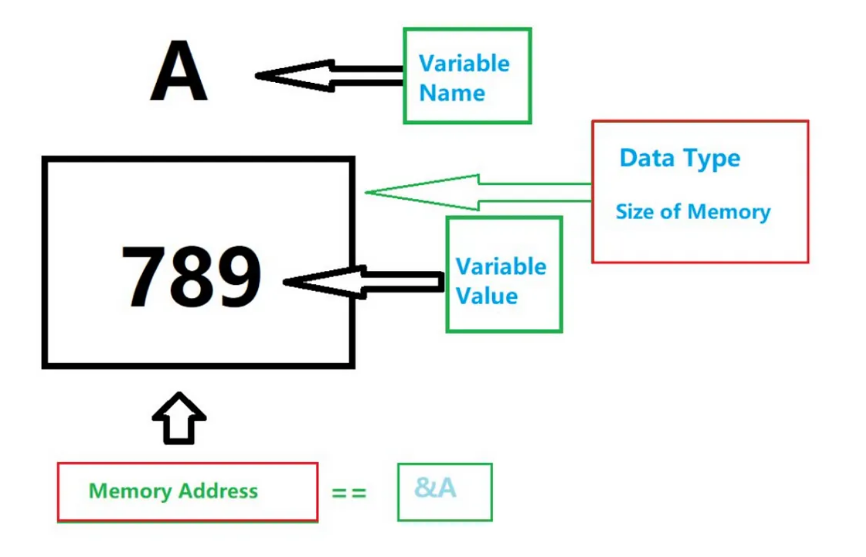 A
Variable
Name
Data Type
Size of Memory
789
Variable
Value
Memory Address == &A